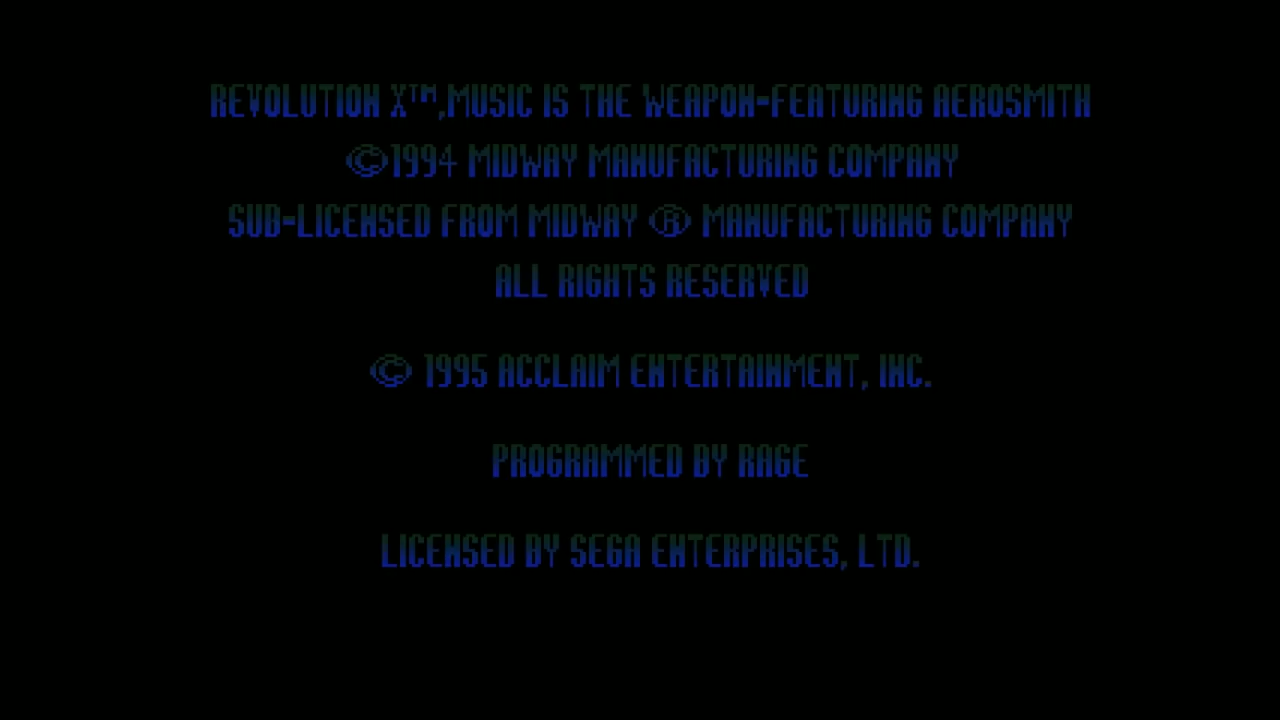 REVOLUTION X™,MUSIC IS THE WEAPON-FEATURING AEROSMITH
©1994 MIDWAY MANUFACTURING COMPANY
SUB-LICENSED FROM MIDWAY ® MANUFACTURING COMPANY
ALL RIGHTS RESERVED
© 1995 ACCLAIM ENTERTAINMENT, INC.
PROGRAMMED BY RAGE
LICENSED BY SEGA ENTERPRISES, LTD.